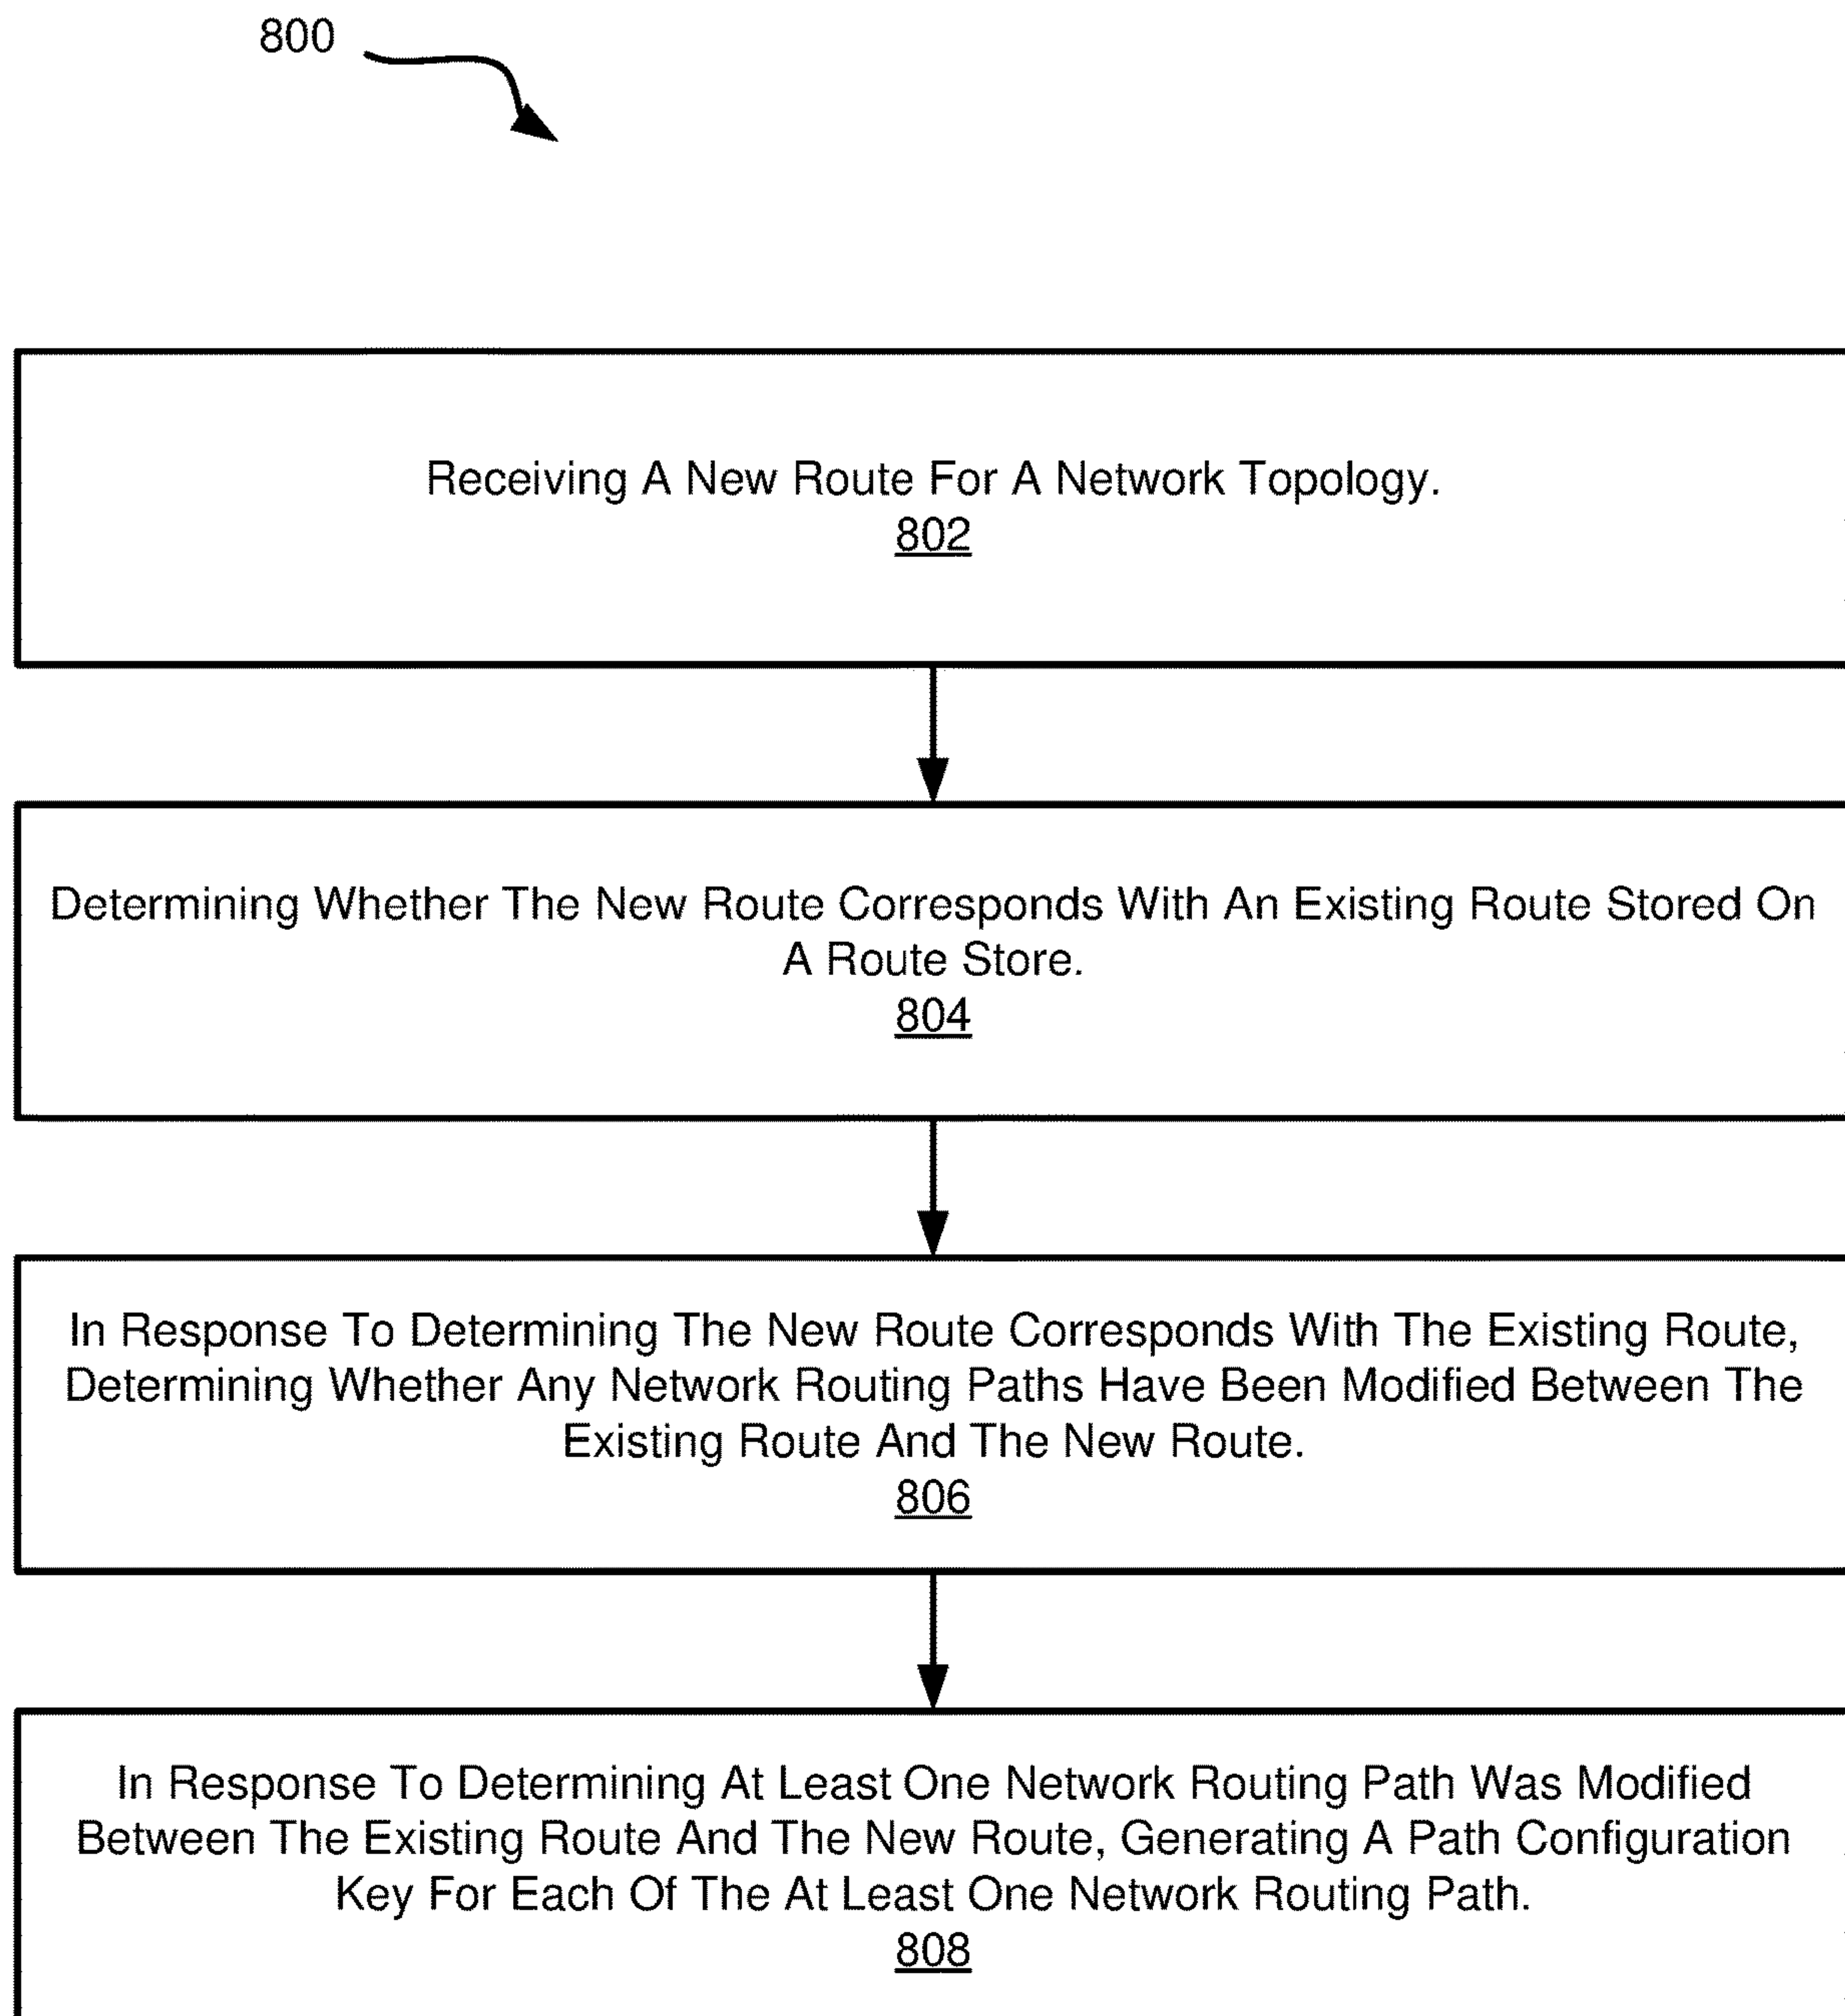 800
Receiving A New Route For A Network Topology.
802
Determining Whether The New Route Corresponds With An Existing Route Stored On
A Route Store.
804
In Response To Determining The New Route Corresponds With The Existing Route,
Determining Whether Any Network Routing Paths Have Been Modified Between The
Existing Route And The New Route.
806
In Response To Determining At Least One Network Routing Path Was Modified
Between The Existing Route And The New Route, Generating A Path Configuration
Key For Each Of The At Least One Network Routing Path.
808